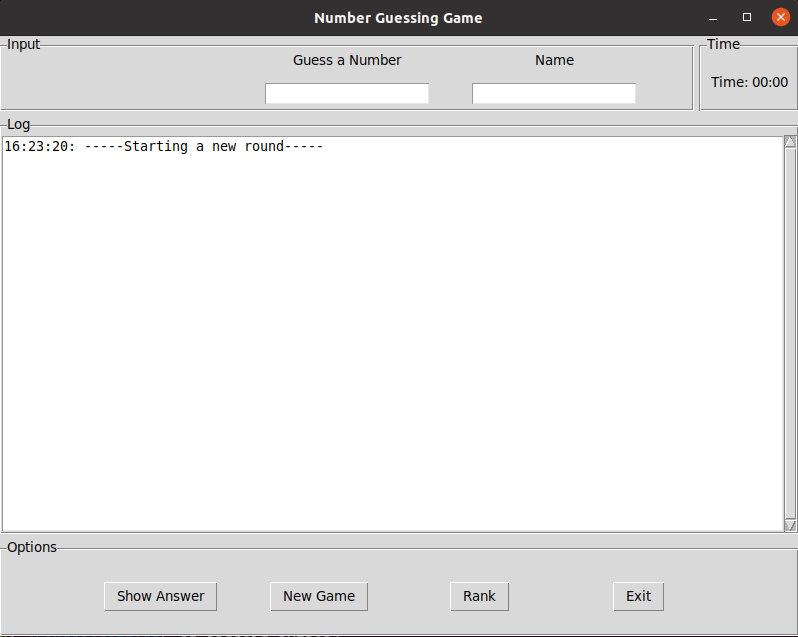 Number Guessing Game
Input
Time
Guess a Number
Name
Time: 00:00
Log
16:23:20: -----Starting a new round-----
Options
Show Answer
New Game
Rank
Exit